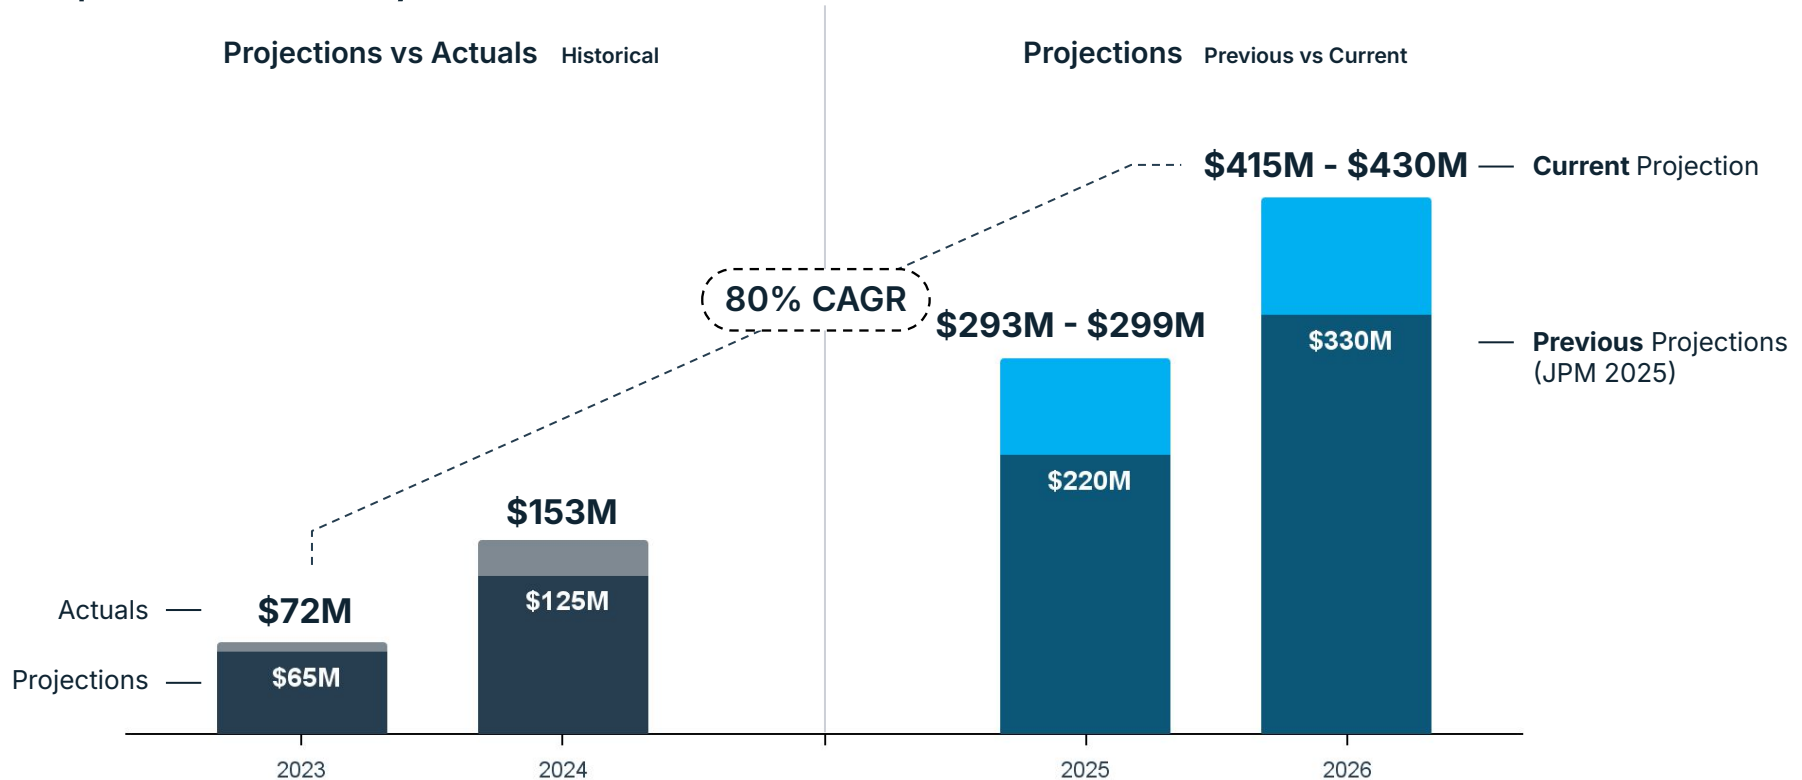 Projections vs Actuals Historical
Projections Previous vs Current
$415M - $430M
Current Projection
80% CAGR
$293M - $299M
$330M
Previous Projections
(JPM 2025)
$220M
$153M
$125M
Actuals
$72M
Projections
$65M
2023
2024
2025
2026